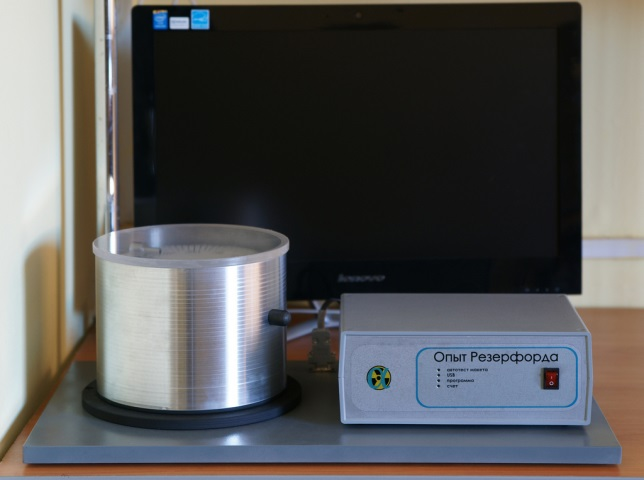 lenovo
Опыт Резерфорда
автотест макета
USB
программа
счет